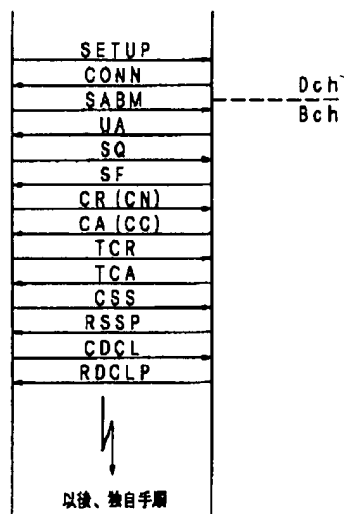 SETUP
CONN
Dch
SABM
Bch
UA
SQ
SF
CR (CN)
CA (CC)
TCR
TCA
CSS
RSSP
CDCL
RDCLP
以後、独自手順